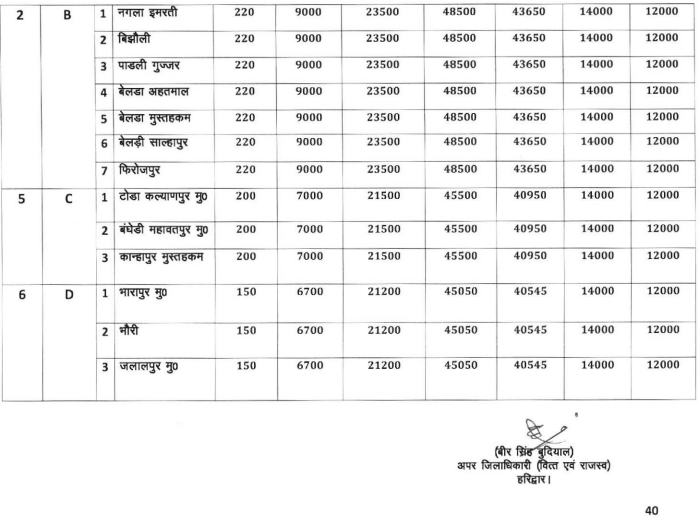 2 B 1 नगला इमरती 220 9000 23500 48500 43650 14000 12000
2 बिझौली 220 9000 23500 48500 43650 14000 12000
3 पाडली गुज्जर 220 9000 23500 48500 43650 14000 12000
4 बेलडा अहतमाल 220 9000 23500 48500 43650 14000 12000
5 बेलडा मुस्तहकम 220 9000 23500 48500 43650 14000 12000
6 बेलड़ी साल्हापुर 220 9000 23500 48500 43650 14000 12000
7 फिरोजपुर 220 9000 23500 48500 43650 14000 12000
5 C 1 टोडा कल्याणपुर मु0 200 7000 21500 45500 40950 14000 12000
2 बंघेडी महावतपुर मु0 200 7000 21500 45500 40950 14000 12000
3 कान्हापुर मुस्तहकम 200 7000 21500 45500 40950 14000 12000
6 D 1 भारापुर मु0 150 6700 21200 45050 40545 14000 12000
2 भौरी 150 6700 21200 45050 40545 14000 12000
3 जलालपुर मु0 150 6700 21200 45050 40545 14000 12000
(बीर सिंह बुदियाल)
अपर जिलाधिकारी (वित्त एवं राजस्व)
हरिद्वार।
40